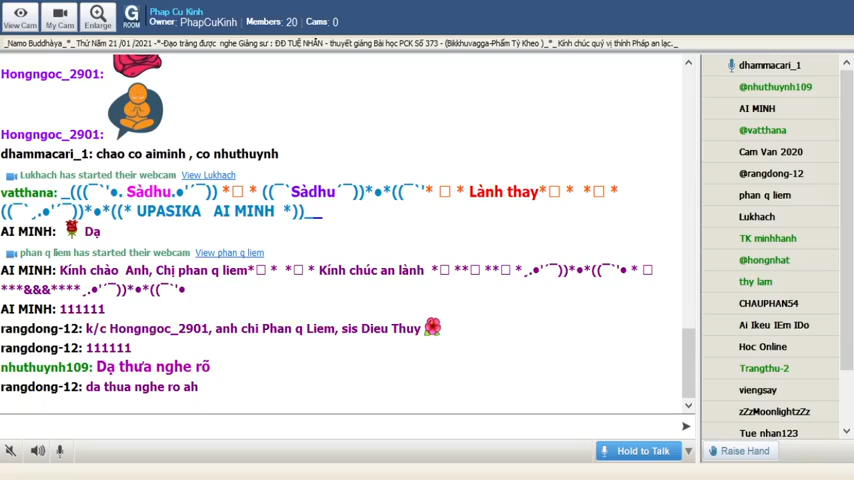 View Cam
My Cam
Enlarge
G
ROOM
Phap Cu Kinh
Owner: PhapCuKinh Members: 20 Cams: 0
_Namo Buddhàya_*_ Thứ Năm 21 /01 /2021 -*-Đạo tràng được nghe Giảng sư : ĐĐ TUỆ NHÂN - thuyết giảng Bài học PCK Số 373 - (Bikkhuvagga-Phẩm Tỳ Kheo )_*_ Kính chúc quý vị thính Pháp an lạc._
Hongngoc_2901:
Hongngoc_2901:
dhammacari_1: chao co aiminh , co nhuthuynh
Lukhach has started their webcam View Lukhach
vatthana: _(((¯`'•. Sàdhu.•'´¯)) *□ * ((¯`Sàdhu´¯))*•*((¯`'* □ * Lành thay*□ * *□ *
((¯`¸.•'´¯))*•*((* UPASIKA AI MINH *))__
AI MINH: Dạ
phan q liem has started their webcam View phan q liem
AI MINH: Kính chào Anh, Chị phan q liem*□ * *□ * Kính chúc an lành *□ **□ **□ *¸.•'´¯))*•*((¯`'• * □
***&&&****¸.•'´¯))*•*((¯`'•
AI MINH: 111111
rangdong-12: k/c Hongngoc_2901, anh chi Phan q Liem, sis Dieu Thuy
rangdong-12: 111111
nhuthuynh109: Dạ thưa nghe rõ
rangdong-12: da thua nghe ro ah
Hold to Talk
Raise Hand
dhammacari_1
@nhuthuynh109
AI MINH
@vatthana
Cam Van 2020
@rangdong-12
phan q liem
Lukhach
TK minhhanh
@hongnhat
thy lam
CHAUPHAN54
Ai Ikeu IEm IDo
Hoc Online
Trangthu-2
viengsay
zZzMoonlightzZz
Tue nhan123